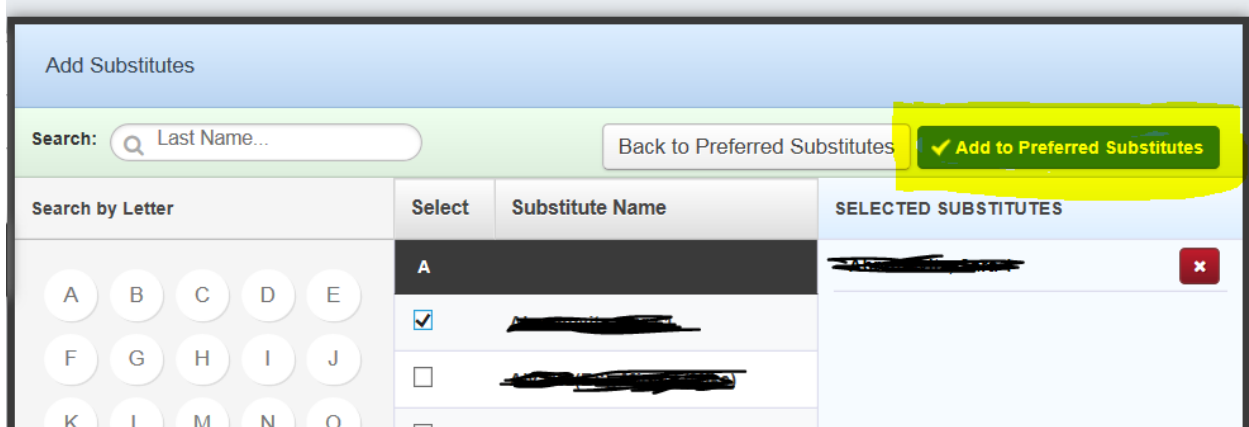 Add Substitutes
Search: Last Name...
Back to Preferred Substitutes
Add to Preferred Substitutes
Search by Letter
Select Substitute Name
SELECTED SUBSTITUTES
A
A B C D E
F G H I J
K L M N O